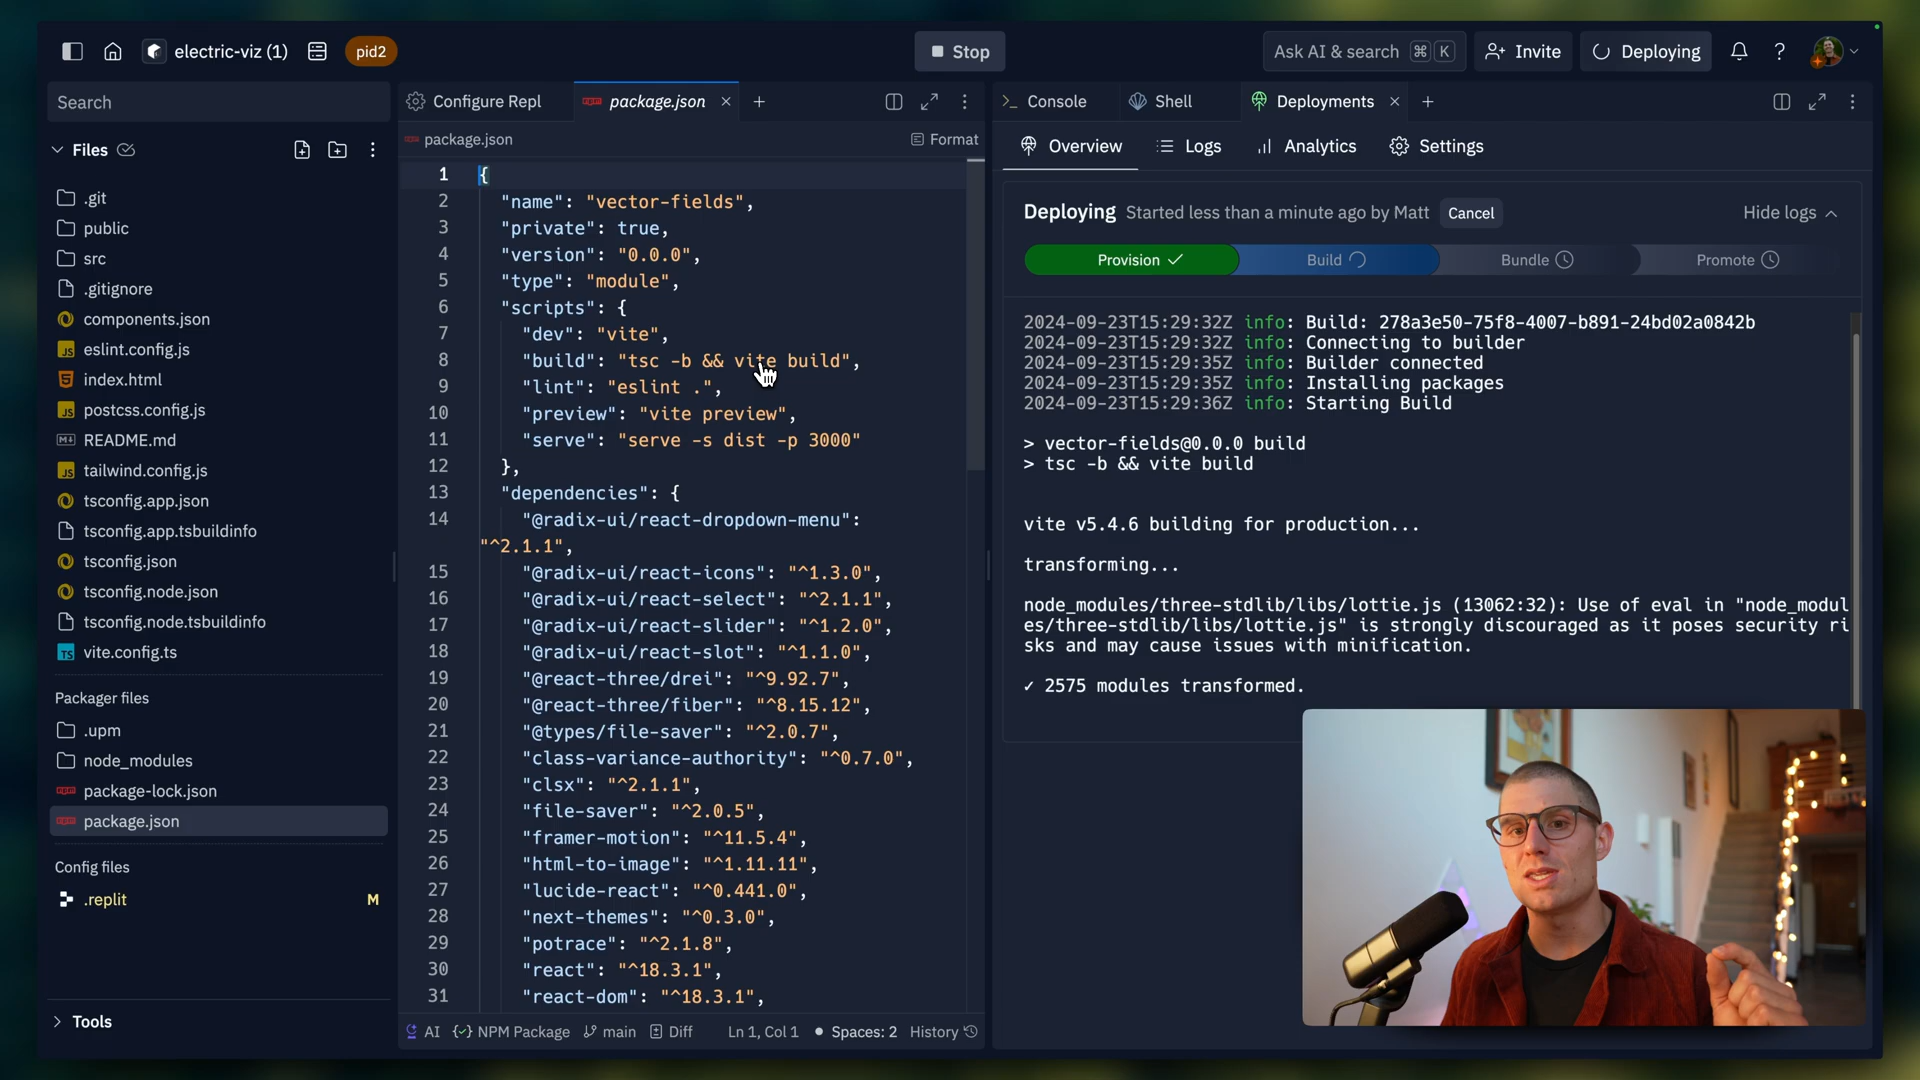 electric-viz (1)
pid2
Stop
Ask AI & search ⌘ K
Invite
Deploying
?
Search
Files
.git
public
src
.gitignore
components.json
eslint.config.js
index.html
postcss.config.js
README.md
tailwind.config.js
tsconfig.app.json
tsconfig.app.tsbuildinfo
tsconfig.json
tsconfig.node.json
tsconfig.node.tsbuildinfo
vite.config.ts
Packager files
.upm
node_modules
package-lock.json
package.json
Config files
.replit M
Tools
Configure Repl
package.json
package.json
Format
1 {
2 "name": "vector-fields",
3 "private": true,
4 "version": "0.0.0",
5 "type": "module",
6 "scripts": {
7 "dev": "vite",
8 "build": "tsc -b && vite build",
9 "lint": "eslint .",
10 "preview": "vite preview",
11 "serve": "serve -s dist -p 3000"
12 },
13 "dependencies": {
14 "@radix-ui/react-dropdown-menu":
"^2.1.1",
15 "@radix-ui/react-icons": "^1.3.0",
16 "@radix-ui/react-select": "^2.1.1",
17 "@radix-ui/react-slider": "^1.2.0",
18 "@radix-ui/react-slot": "^1.1.0",
19 "@react-three/drei": "^9.92.7",
20 "@react-three/fiber": "^8.15.12",
21 "@types/file-saver": "^2.0.7",
22 "class-variance-authority": "^0.7.0",
23 "clsx": "^2.1.1",
24 "file-saver": "^2.0.5",
25 "framer-motion": "^11.5.4",
26 "html-to-image": "^1.11.11",
27 "lucide-react": "^0.441.0",
28 "next-themes": "^0.3.0",
29 "potrace": "^2.1.8",
30 "react": "^18.3.1",
31 "react-dom": "^18.3.1",
AI
NPM Package
main
Diff
Ln 1, Col 1
Spaces: 2
History
Console
Shell
Deployments
Overview
Logs
Analytics
Settings
Deploying Started less than a minute ago by Matt Cancel
Hide logs
Provision
Build
Bundle
Promote
2024-09-23T15:29:32Z info: Build: 278a3e50-75f8-4007-b891-24bd02a0842b
2024-09-23T15:29:32Z info: Connecting to builder
2024-09-23T15:29:35Z info: Builder connected
2024-09-23T15:29:35Z info: Installing packages
2024-09-23T15:29:36Z info: Starting Build
> vector-fields@0.0.0 build
> tsc -b && vite build
vite v5.4.6 building for production...
transforming...
node_modules/three-stdlib/libs/lottie.js (13062:32): Use of eval in "node_modul
es/three-stdlib/libs/lottie.js" is strongly discouraged as it poses security ri
sks and may cause issues with minification.
✓ 2575 modules transformed.